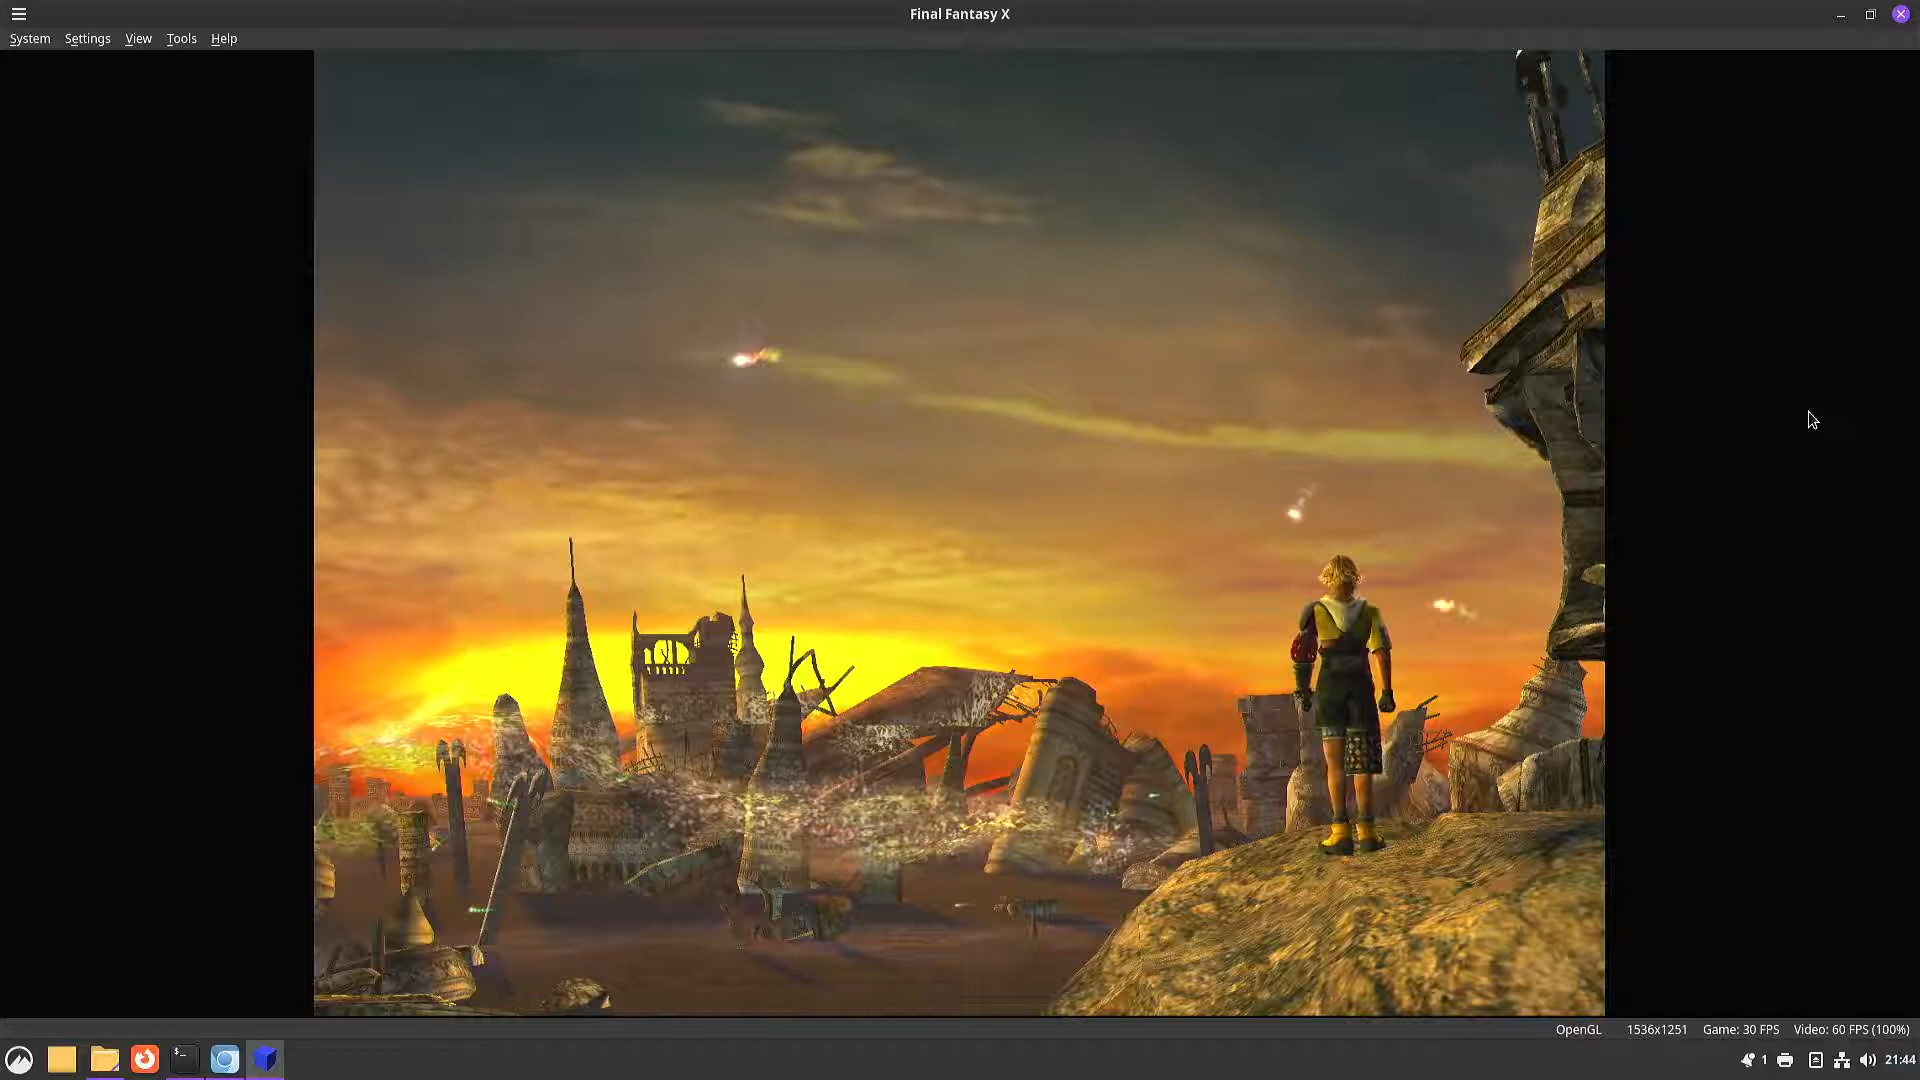 Final Fantasy X
System Settings View Tools Help
OpenGL 1536x1251 Game: 30 FPS Video: 60 FPS (100%)
1 21:44